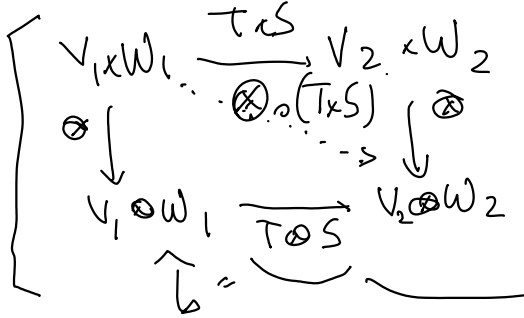 T×S
V₁×W₁ → V₂ × W₂
⊗ ⊗∘(T×S) ⊗
V₁⊗W₁ → V₂⊗W₂
T⊗S
b̂ =